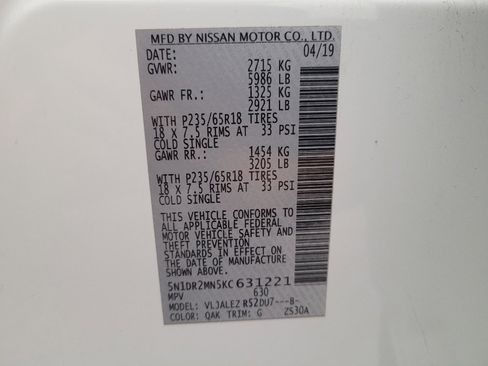 MFD BY NISSAN MOTOR CO., LTD.
DATE: 04/19
GVWR: 2715 KG
5986 LB
GAWR FR.: 1325 KG
2921 LB
WITH P235/65R18 TIRES
18 X 7.5 RIMS AT 33 PSI
COLD SINGLE
GAWR RR.: 1454 KG
3205 LB
WITH P235/65R18 TIRES
18 X 7.5 RIMS AT 33 PSI
COLD SINGLE
THIS VEHICLE CONFORMS TO
ALL APPLICABLE FEDERAL
MOTOR VEHICLE SAFETY AND
THEFT PREVENTION
STANDARDS IN EFFECT ON
THE DATE OF MANUFACTURE
SHOWN ABOVE.
5N1DR2MN5KC631221
MPV 630
MODEL: VLJALEZ R52DU7---B-
COLOR: QAK TRIM: G Z530A